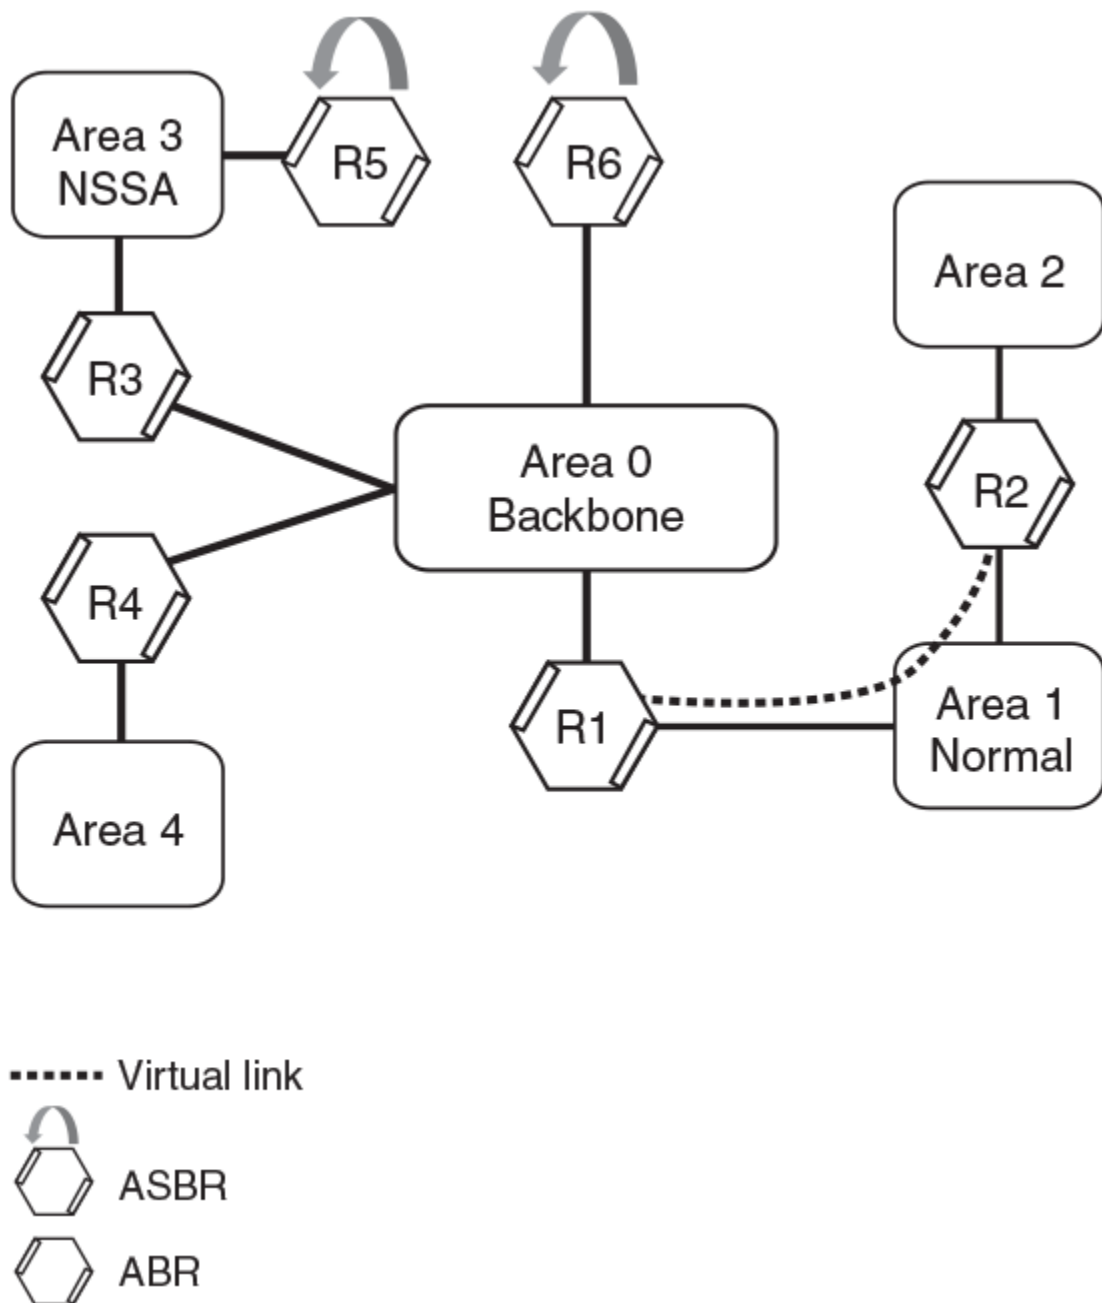 Area 3
NSSA
R5
R6
Area 2
R3
R2
Area 0
Backbone
R4
R1
Area 1
Normal
Area 4
Virtual link
ASBR
ABR